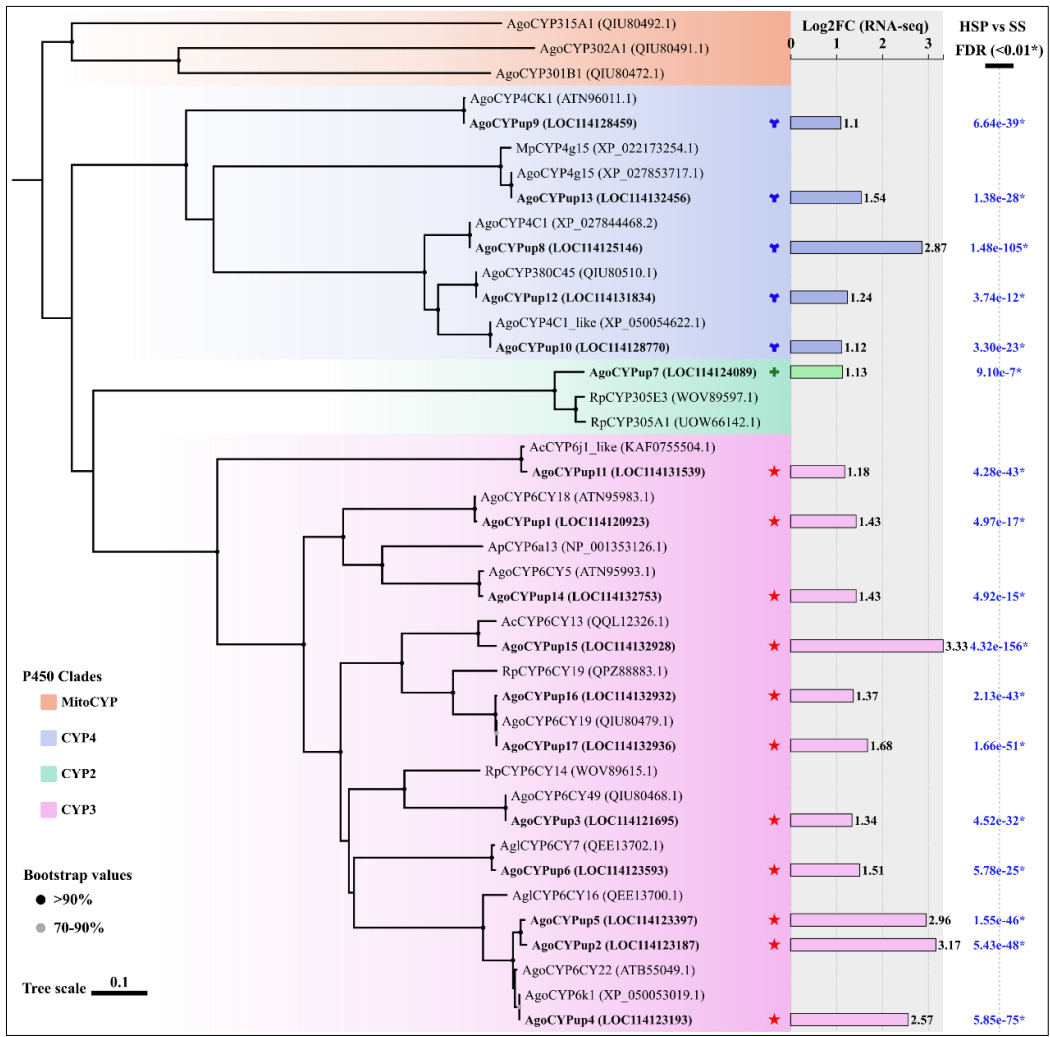 Log2FC (RNA-seq)
0 1 2 3
HSP vs SS
FDR (<0.01*)
AgoCYP315A1 (QIU80492.1)
AgoCYP302A1 (QIU80491.1)
AgoCYP301B1 (QIU80472.1)
AgoCYP4CK1 (ATN96011.1)
AgoCYPup9 (LOC114128459) 1.1 6.64e-39*
MpCYP4g15 (XP_022173254.1)
AgoCYP4g15 (XP_027853717.1)
AgoCYPup13 (LOC114132456) 1.54 1.38e-28*
AgoCYP4C1 (XP_027844468.2)
AgoCYPup8 (LOC114125146) 2.87 1.48e-105*
AgoCYP380C45 (QIU80510.1)
AgoCYPup12 (LOC114131834) 1.24 3.74e-12*
AgoCYP4C1_like (XP_050054622.1)
AgoCYPup10 (LOC114128770) 1.12 3.30e-23*
AgoCYPup7 (LOC114124089) 1.13 9.10e-7*
RpCYP305E3 (WOV89597.1)
RpCYP305A1 (UOW66142.1)
AcCYP6j1_like (KAF0755504.1)
AgoCYPup11 (LOC114131539) 1.18 4.28e-43*
AgoCYP6CY18 (ATN95983.1)
AgoCYPup1 (LOC114120923) 1.43 4.97e-17*
ApCYP6a13 (NP_001353126.1)
AgoCYP6CY5 (ATN95993.1)
AgoCYPup14 (LOC114132753) 1.43 4.92e-15*
AcCYP6CY13 (QQL12326.1)
AgoCYPup15 (LOC114132928) 3.33 4.32e-156*
RpCYP6CY19 (QPZ88883.1)
AgoCYPup16 (LOC114132932) 1.37 2.13e-43*
AgoCYP6CY19 (QIU80479.1)
AgoCYPup17 (LOC114132936) 1.68 1.66e-51*
RpCYP6CY14 (WOV89615.1)
AgoCYP6CY49 (QIU80468.1)
AgoCYPup3 (LOC114121695) 1.34 4.52e-32*
AglCYP6CY7 (QEE13702.1)
AgoCYPup6 (LOC114123593) 1.51 5.78e-25*
AglCYP6CY16 (QEE13700.1)
AgoCYPup5 (LOC114123397) 2.96 1.55e-46*
AgoCYPup2 (LOC114123187) 3.17 5.43e-48*
AgoCYP6CY22 (ATB55049.1)
AgoCYP6k1 (XP_050053019.1)
AgoCYPup4 (LOC114123193) 2.57 5.85e-75*
P450 Clades
MitoCYP
CYP4
CYP2
CYP3
Bootstrap values
>90%
70-90%
Tree scale 0.1